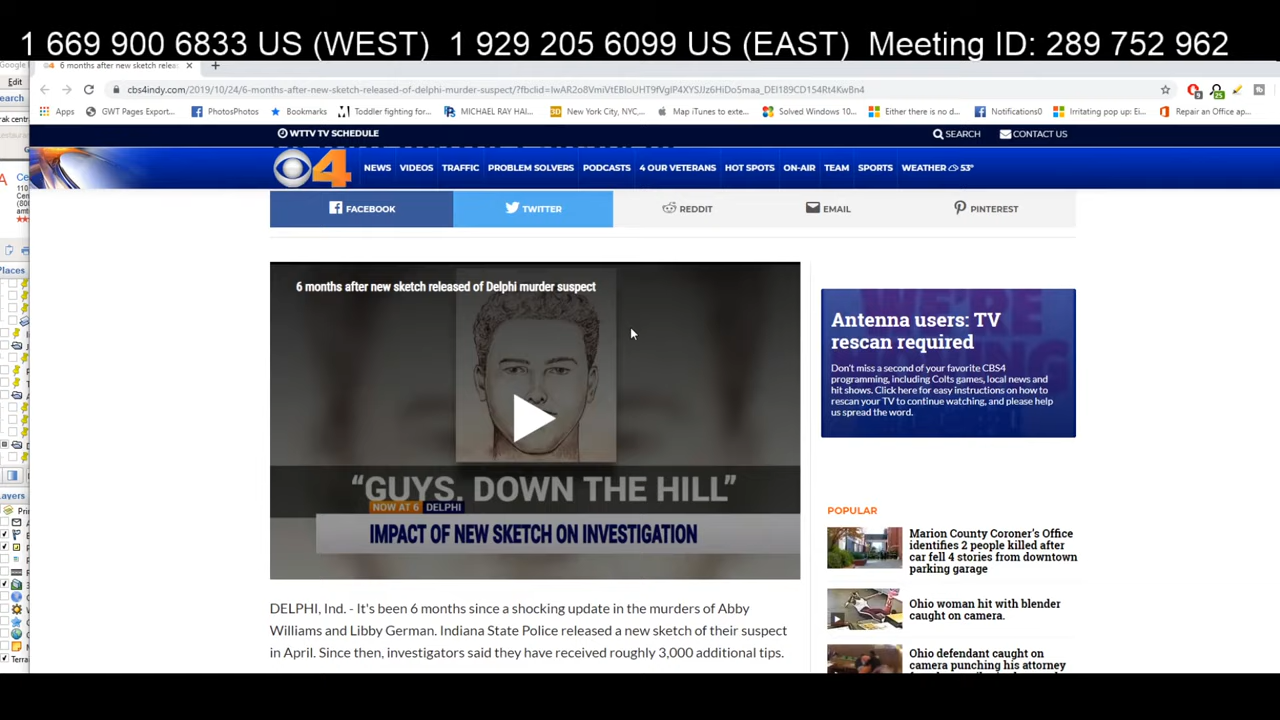 1 669 900 6833 US (WEST)  1 929 205 6099 US (EAST)  Meeting ID: 289 752 962
Google
6 months after new sketch relea
Edit
cbs4indy.com/2019/10/24/6-months-after-new-sketch-released-of-delphi-murder-suspect/?fbclid=
earch
Apps
GWT Pages Export...
PhotosPhotos
Bookmarks
Toddler fighting for...
MICHAEL RAY HAI...
New York City, NYC,...
Map iTunes to exte...
Solved Windows 10...
Either there is no d...
Notifications0
Irritating pop up; Ei...
Repair an Office ap...
WTTV TV SCHEDULE
SEARCH
CONTACT US
4
NEWS
VIDEOS
TRAFFIC
PROBLEM SOLVERS
PODCASTS
4 OUR VETERANS
HOT SPOTS
ON-AIR
TEAM
SPORTS
WEATHER
53°
FACEBOOK
TWITTER
REDDIT
EMAIL
PINTEREST
Places
ayers
Terra
6 months after new sketch released of Delphi murder suspect
“GUYS. DOWN THE HILL”
NOW AT 6 DELPHI
IMPACT OF NEW SKETCH ON INVESTIGATION
DELPHI, Ind. - It's been 6 months since a shocking update in the murders of Abby
Williams and Libby German. Indiana State Police released a new sketch of their suspect
in April. Since then, investigators said they have received roughly 3,000 additional tips.
Antenna users: TV
rescan required
Don't miss a second of your favorite CBS4
programming, including Colts games, local news and
hit shows. Click here for easy instructions on how to
rescan your TV to continue watching, and please help
us spread the word.
POPULAR
Marion County Coroner's Office
identifies 2 people killed after
car fell 4 stories from downtown
parking garage
Ohio woman hit with blender
caught on camera.
Ohio defendant caught on
camera punching his attorney